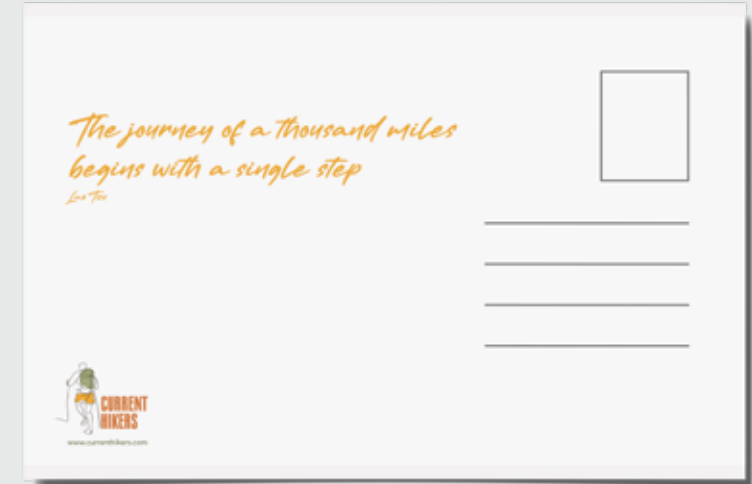 The journey of a thousand miles
begins with a single step
Lao Tzu
CURRENT
HIKERS
www.currenthikers.com